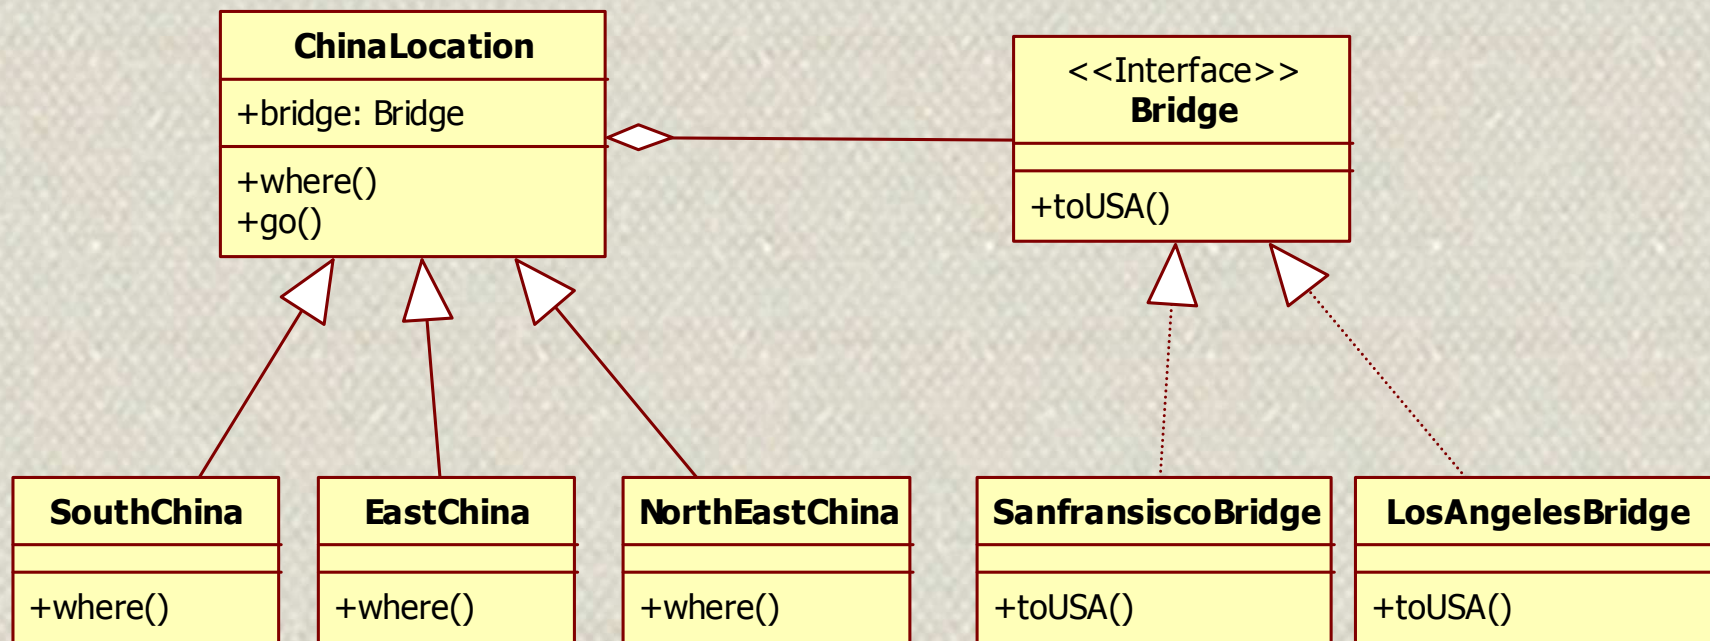 ChinaLocation
+bridge: Bridge
+where()
+go()
<<Interface>>
Bridge
+toUSA()
SouthChina
+where()
EastChina
+where()
NorthEastChina
+where()
SanfransiscoBridge
+toUSA()
LosAngelesBridge
+toUSA()